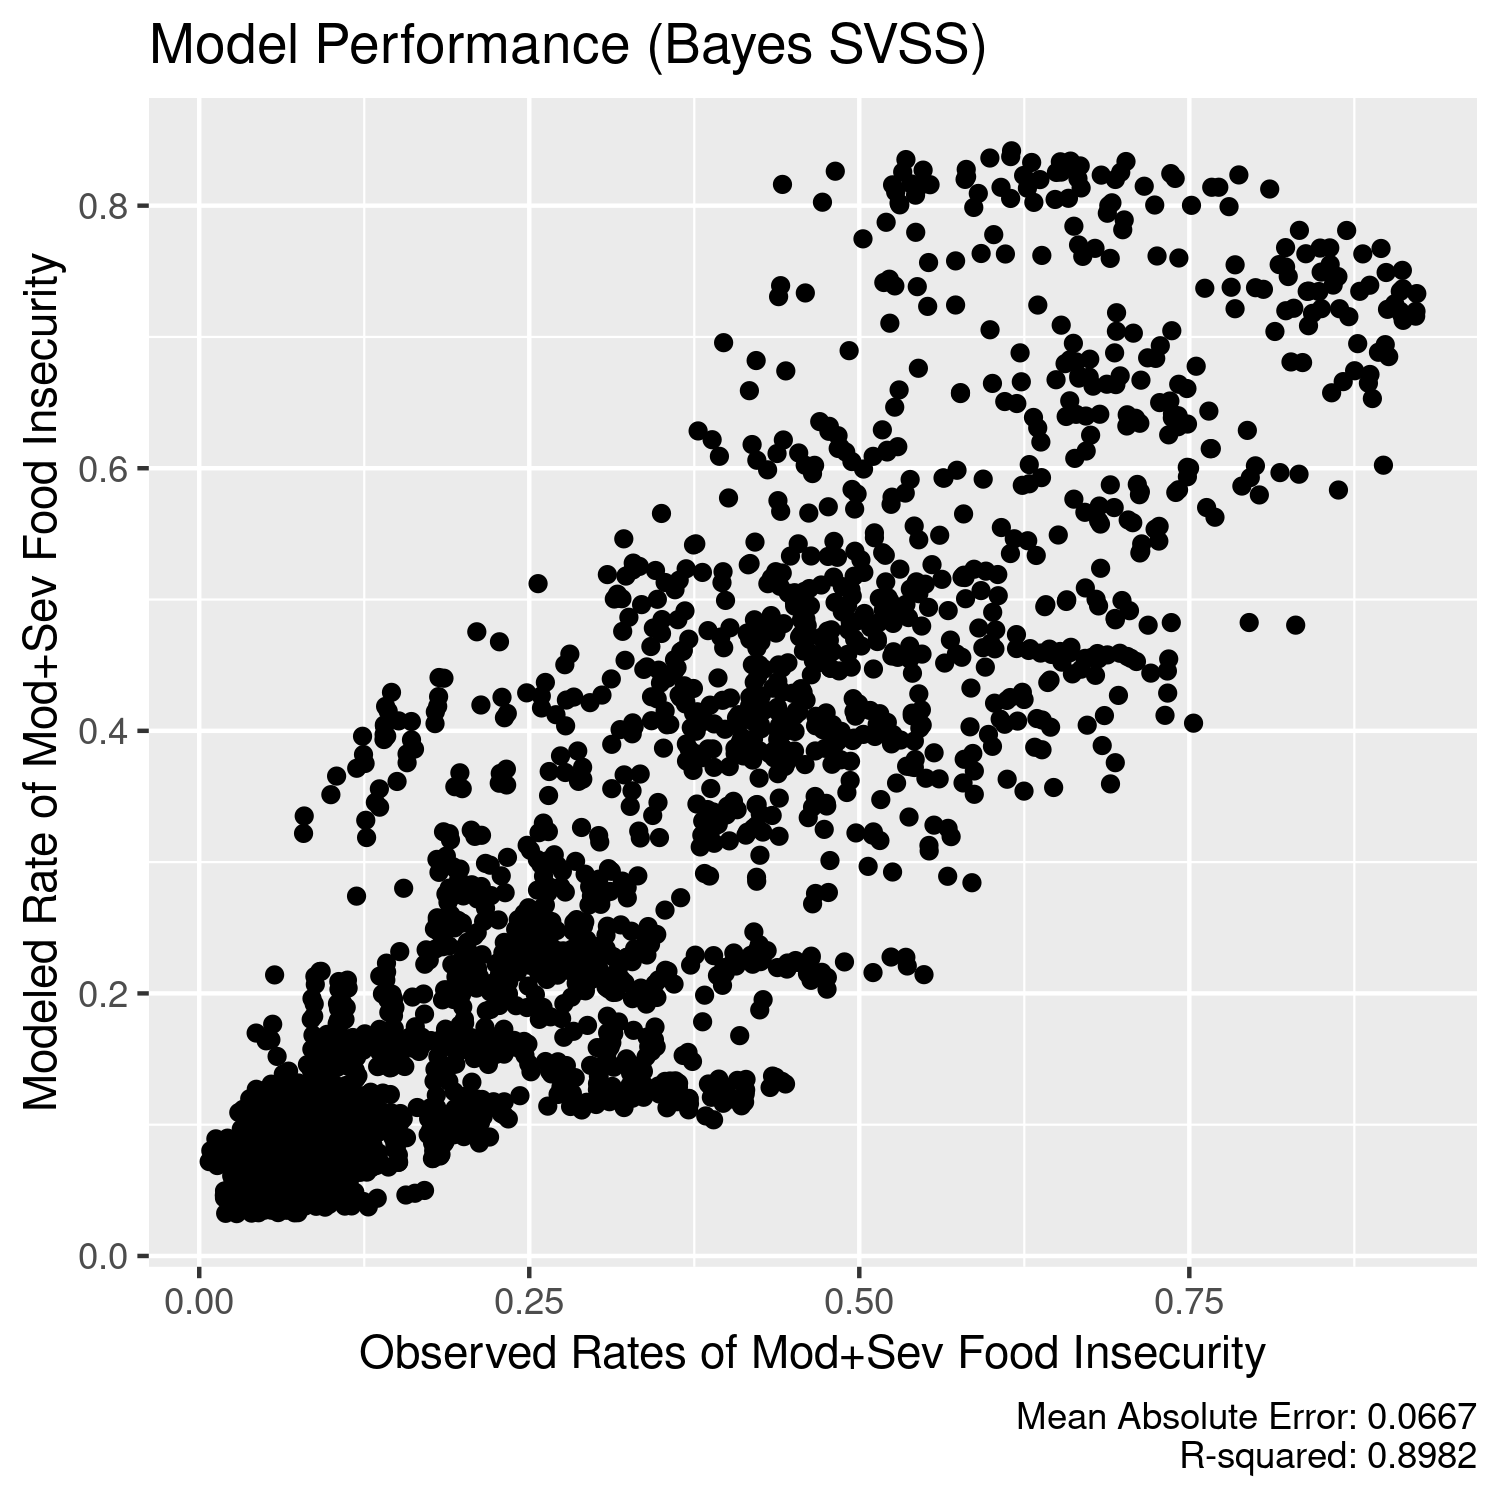 Model Performance (Bayes SVSS)
Modeled Rate of Mod+Sev Food Insecurity
0.8
0.6
0.4
0.2
0.0
0.00 0.25 0.50 0.75
Observed Rates of Mod+Sev Food Insecurity
Mean Absolute Error: 0.0667
R-squared: 0.8982